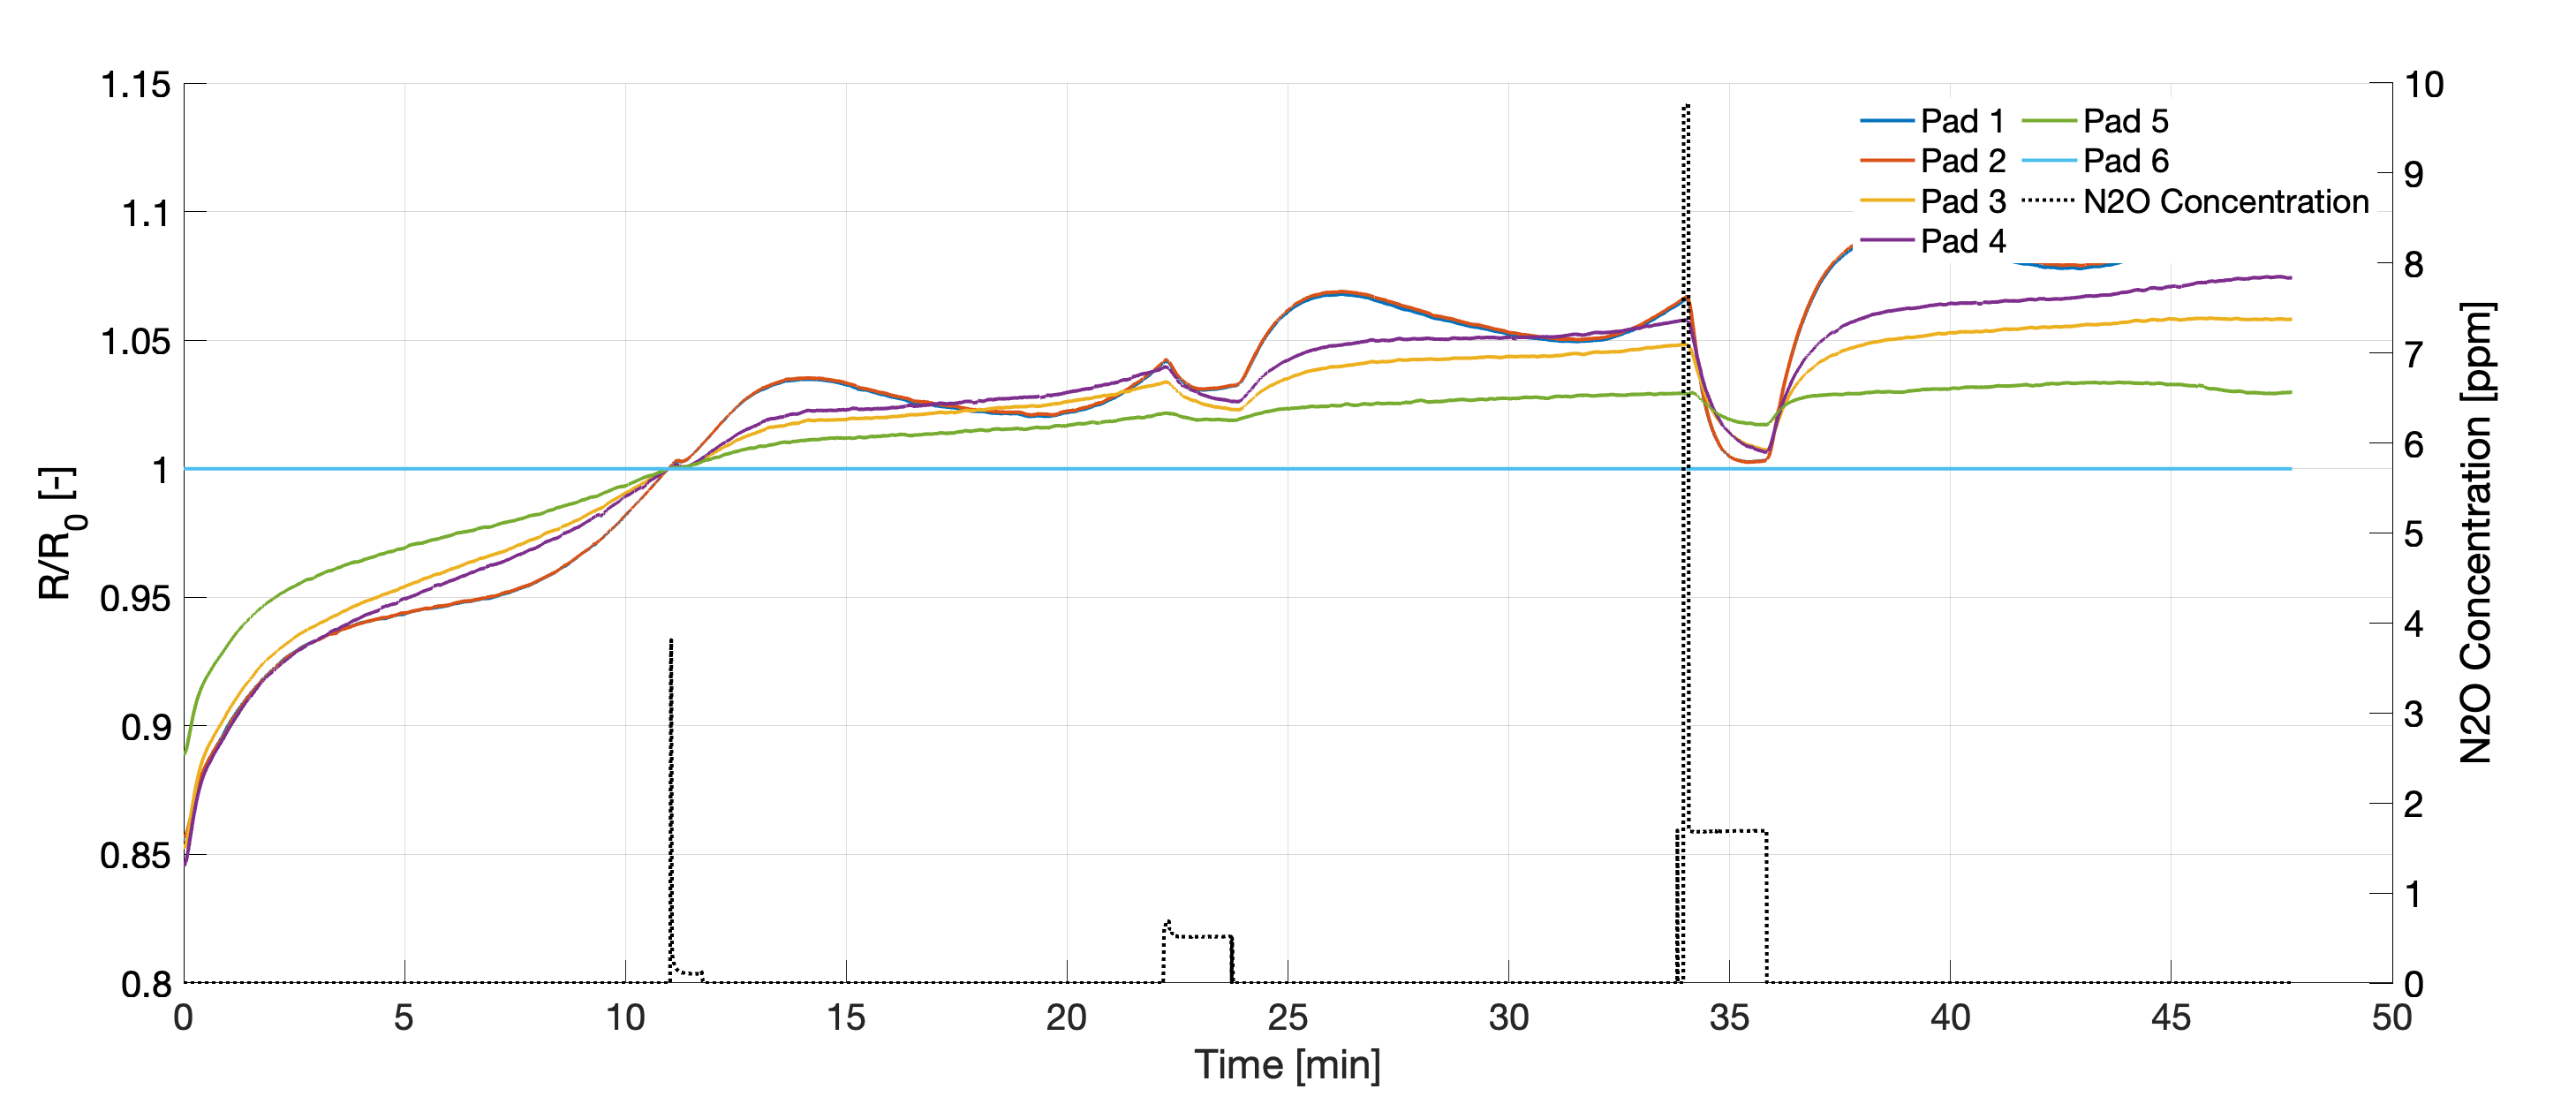 1.15
1.1
1.05
1
0.95
0.9
0.85
0.8
R/R0 [-]
0 5 10 15 20 25 30 35 40 45 50
Time [min]
10
9
8
7
6
5
4
3
2
1
0
N2O Concentration [ppm]
Pad 1 Pad 5
Pad 2 Pad 6
Pad 3 N2O Concentration
Pad 4